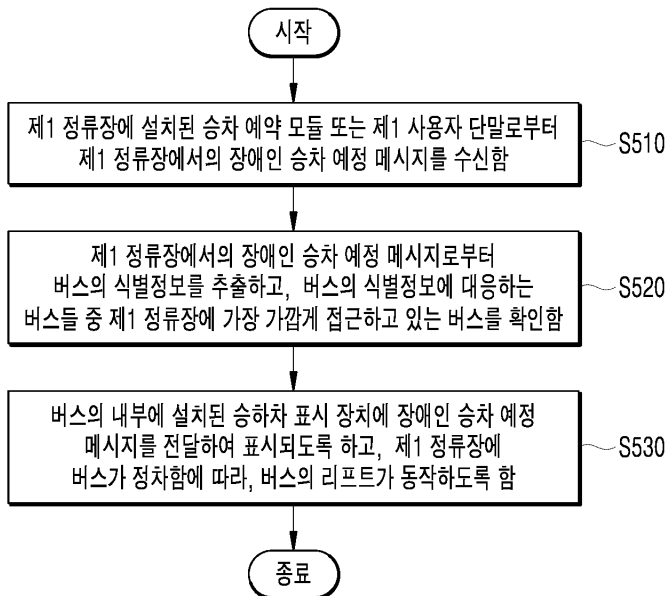 시작
제1 정류장에 설치된 승차 예약 모듈 또는 제1 사용자 단말로부터
제1 정류장에서의 장애인 승차 예정 메시지를 수신함
S510
제1 정류장에서의 장애인 승차 예정 메시지로부터
버스의 식별정보를 추출하고, 버스의 식별정보에 대응하는
버스들 중 제1 정류장에 가장 가깝게 접근하고 있는 버스를 확인함
S520
버스의 내부에 설치된 승하차 표시 장치에 장애인 승차 예정
메시지를 전달하여 표시되도록 하고, 제1 정류장에
버스가 정차함에 따라, 버스의 리프트가 동작하도록 함
S530
종료